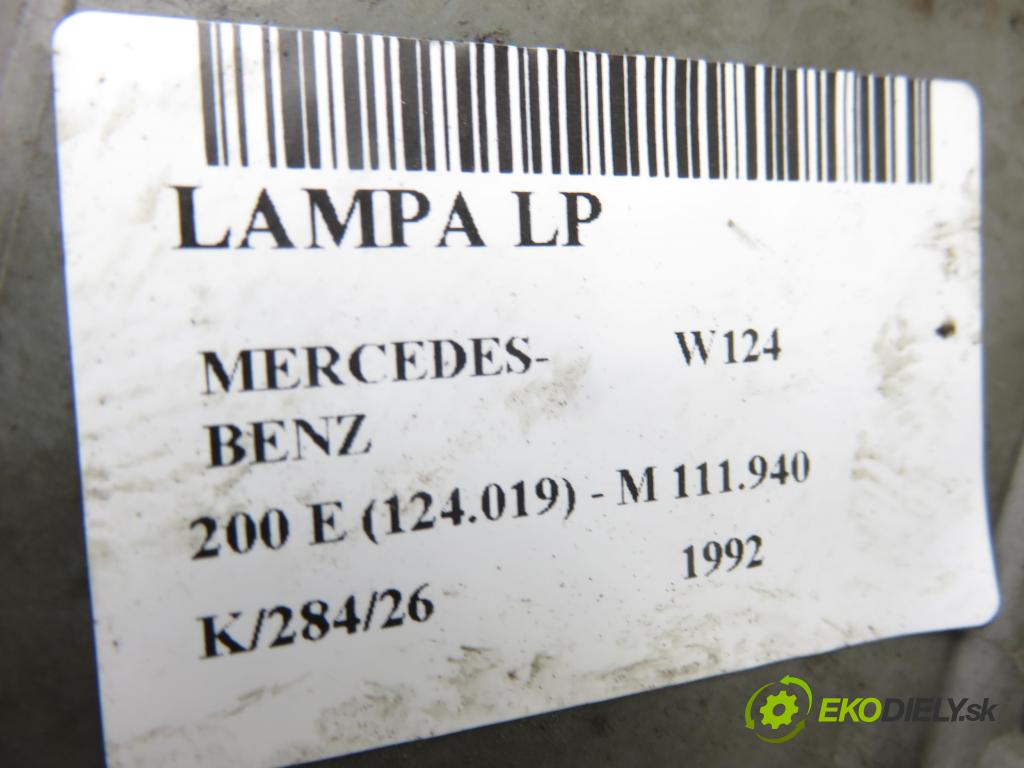 LAMPA LP
MERCEDES- W124
BENZ
200 E (124.019) - M 111.940
1992
K/284/26
EKODIELY.sk